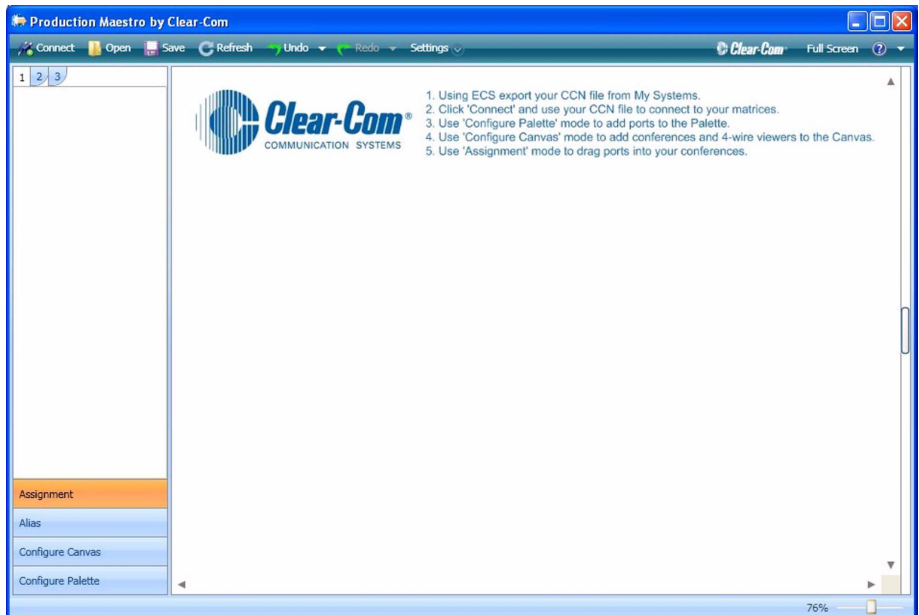 Production Maestro by Clear-Com
Connect Open Save Refresh Undo Redo Settings Clear-Com Full Screen ?
1 2 3
Clear-Com®
COMMUNICATION SYSTEMS
1. Using ECS export your CCN file from My Systems.
2. Click 'Connect' and use your CCN file to connect to your matrices.
3. Use 'Configure Palette' mode to add ports to the Palette.
4. Use 'Configure Canvas' mode to add conferences and 4-wire viewers to the Canvas.
5. Use 'Assignment' mode to drag ports into your conferences.
Assignment
Alias
Configure Canvas
Configure Palette
76%